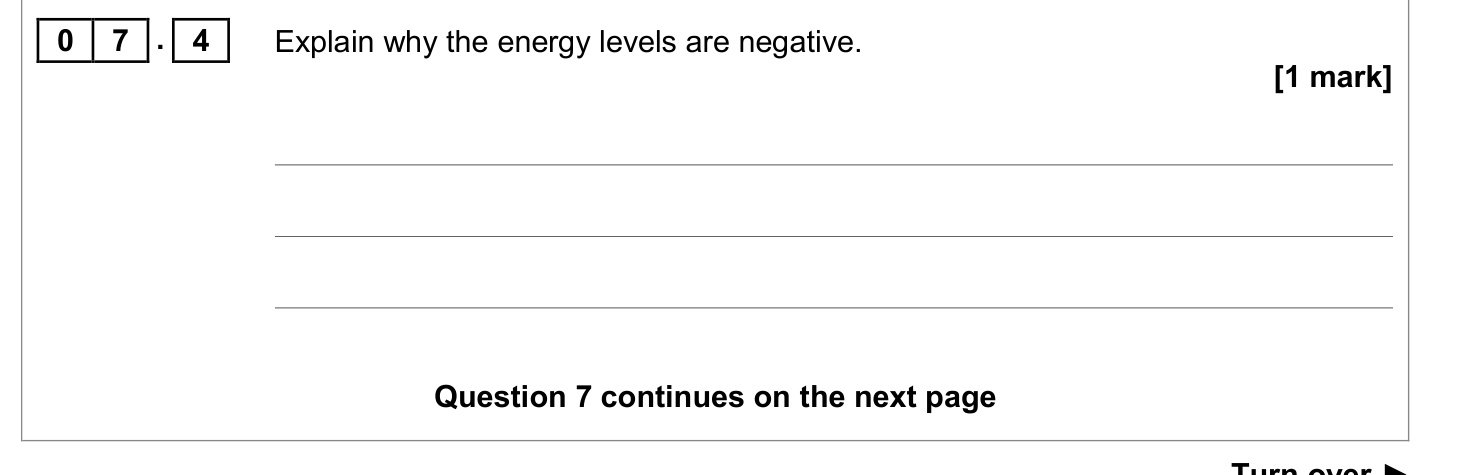 0 7 . 4 Explain why the energy levels are negative.
[1 mark]
Question 7 continues on the next page
Turn over ►